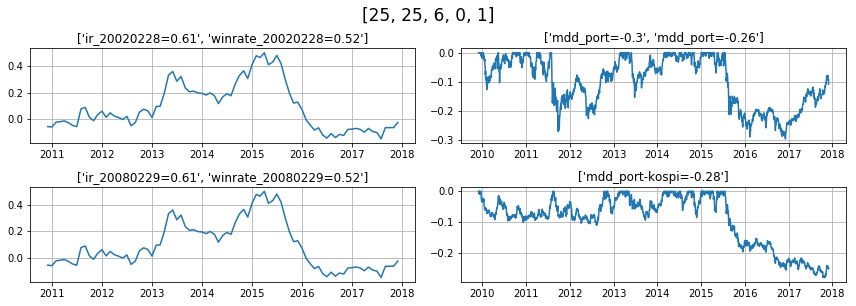 [25, 25, 6, 0, 1]
['ir_20020228=0.61', 'winrate_20020228=0.52']
0.4
0.2
0.0
2011 2012 2013 2014 2015 2016 2017 2018
['mdd_port=-0.3', 'mdd_port=-0.26']
0.0
−0.1
−0.2
−0.3
2010 2011 2012 2013 2014 2015 2016 2017 2018
['ir_20080229=0.61', 'winrate_20080229=0.52']
0.4
0.2
0.0
2011 2012 2013 2014 2015 2016 2017 2018
['mdd_port-kospi=-0.28']
0.0
−0.1
−0.2
2010 2011 2012 2013 2014 2015 2016 2017 2018